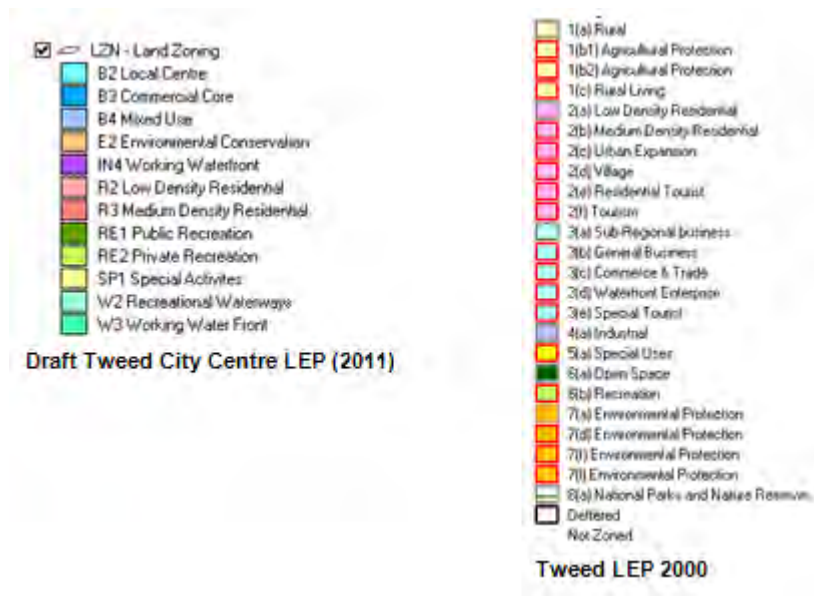 LZN - Land Zoning
B2 Local Centre
B3 Commercial Core
B4 Mixed Use
E2 Environmental Conservation
IN4 Working Waterfront
R2 Low Density Residential
R3 Medium Density Residential
RE1 Public Recreation
RE2 Private Recreation
SP1 Special Activites
W2 Recreational Waterways
W3 Working Water Front
Draft Tweed City Centre LEP (2011)
1(a) Rural
1(b1) Agricultural Protection
1(b2) Agricultural Protection
1(c) Rural Living
2(a) Low Density Residential
2(b) Medium Density Residential
2(c) Urban Expansion
2(d) Village
2(e) Residential Tourist
2(f) Tourism
3(a) Sub-Regional business
3(b) General Business
3(c) Commerce & Trade
3(d) Waterfront Enterprise
3(e) Special Tourist
4(a) Industrial
5(a) Special Uses
6(a) Open Space
6(b) Recreation
7(a) Environmental Protection
7(d) Environmental Protection
Environmental Protection
Environmental Protection
8(a) National Parks and Nature
Deffered
Not Zoned
Tweed LEP 2000